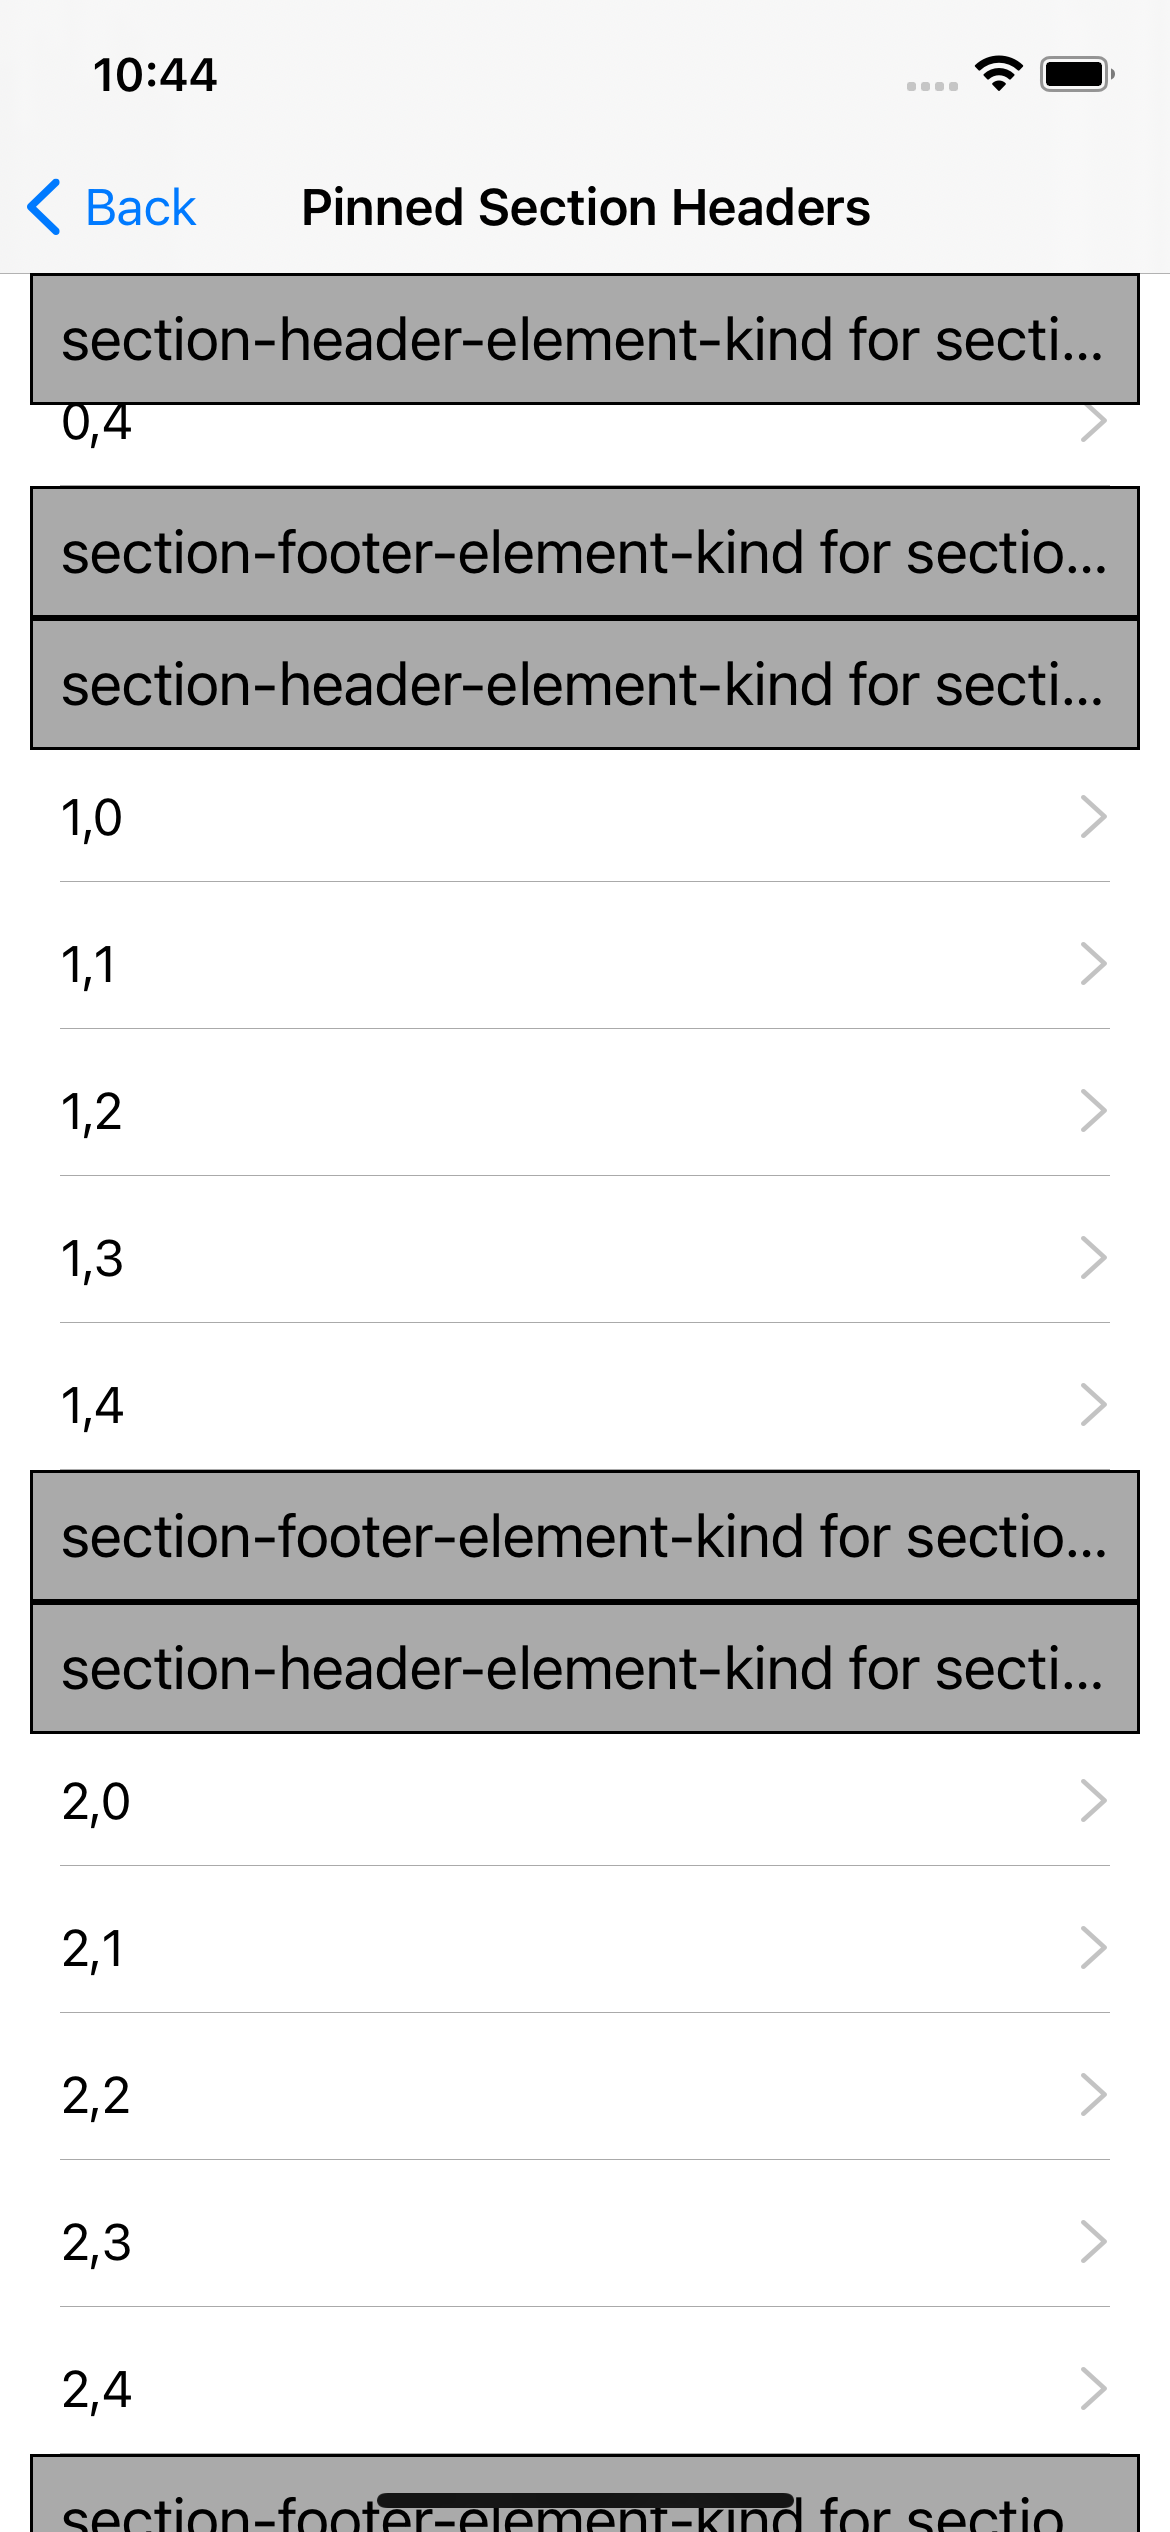 10:44
Back
Pinned Section Headers
section-header-element-kind for secti...
0,4
section-footer-element-kind for sectio...
section-header-element-kind for secti...
1,0
1,1
1,2
1,3
1,4
section-footer-element-kind for sectio...
section-header-element-kind for secti...
2,0
2,1
2,2
2,3
2,4
section-footer-element-kind for sectio